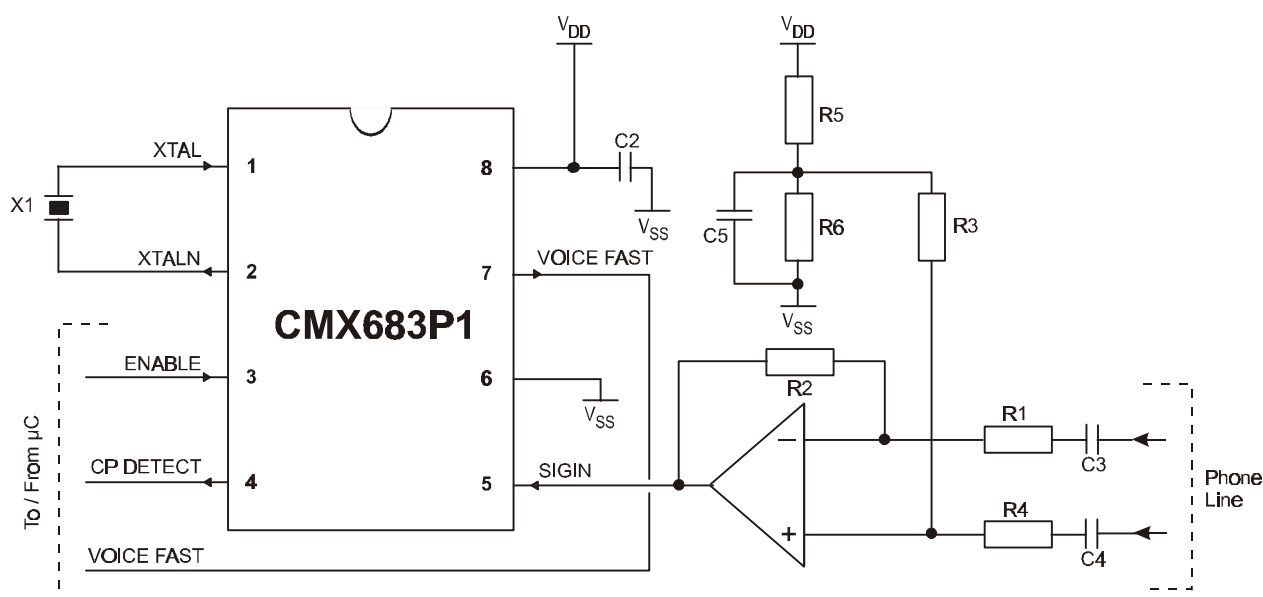 VDD
VDD
R5
XTAL
1
8
C2
X1
VSS
C5
R6
R3
XTALN
2
7
VOICE FAST
CMX683P1
VSS
ENABLE
3
6
VSS
R2
To / From µC
−
R1
C3
CP DETECT
4
5
SIGIN
Phone
Line
+
R4
C4
VOICE FAST